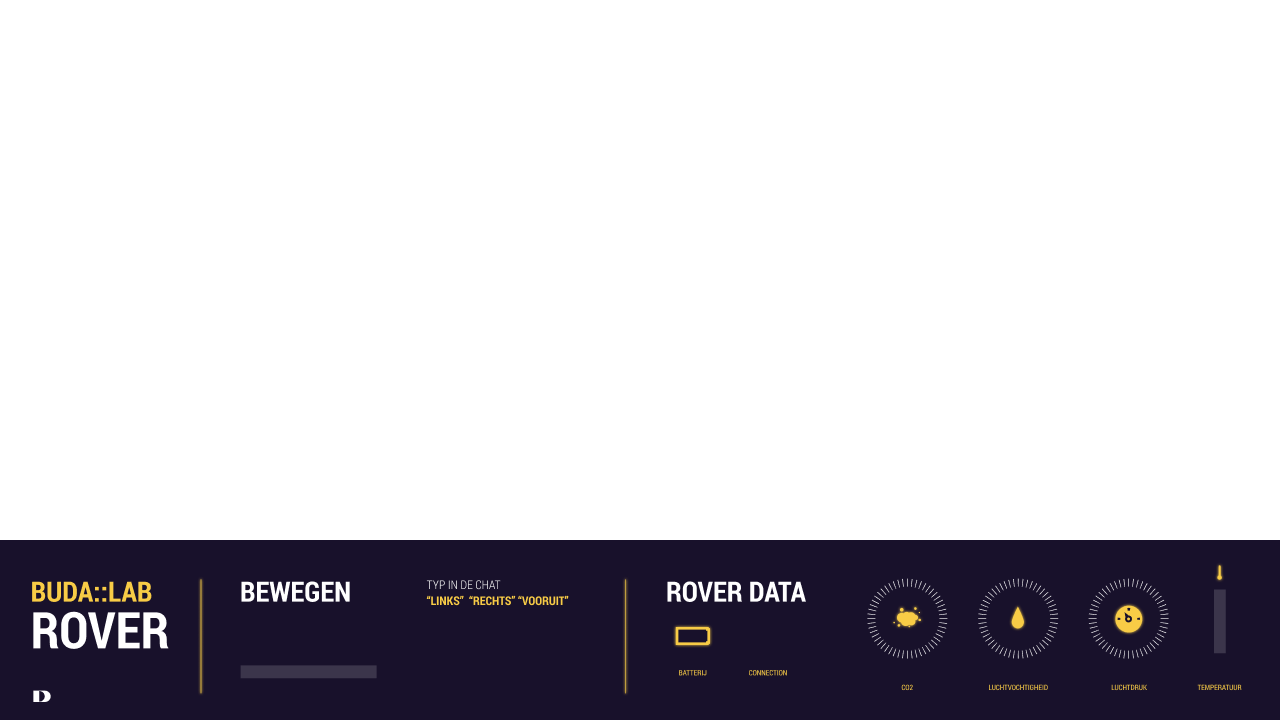 BUDA::LAB
ROVER
BEWEGEN
TYP IN DE CHAT
“LINKS” “RECHTS” “VOORUIT”
ROVER DATA
BATTERIJ
CONNECTION
CO2
LUCHTVOCHTIGHEID
LUCHTDRUK
TEMPERATUUR